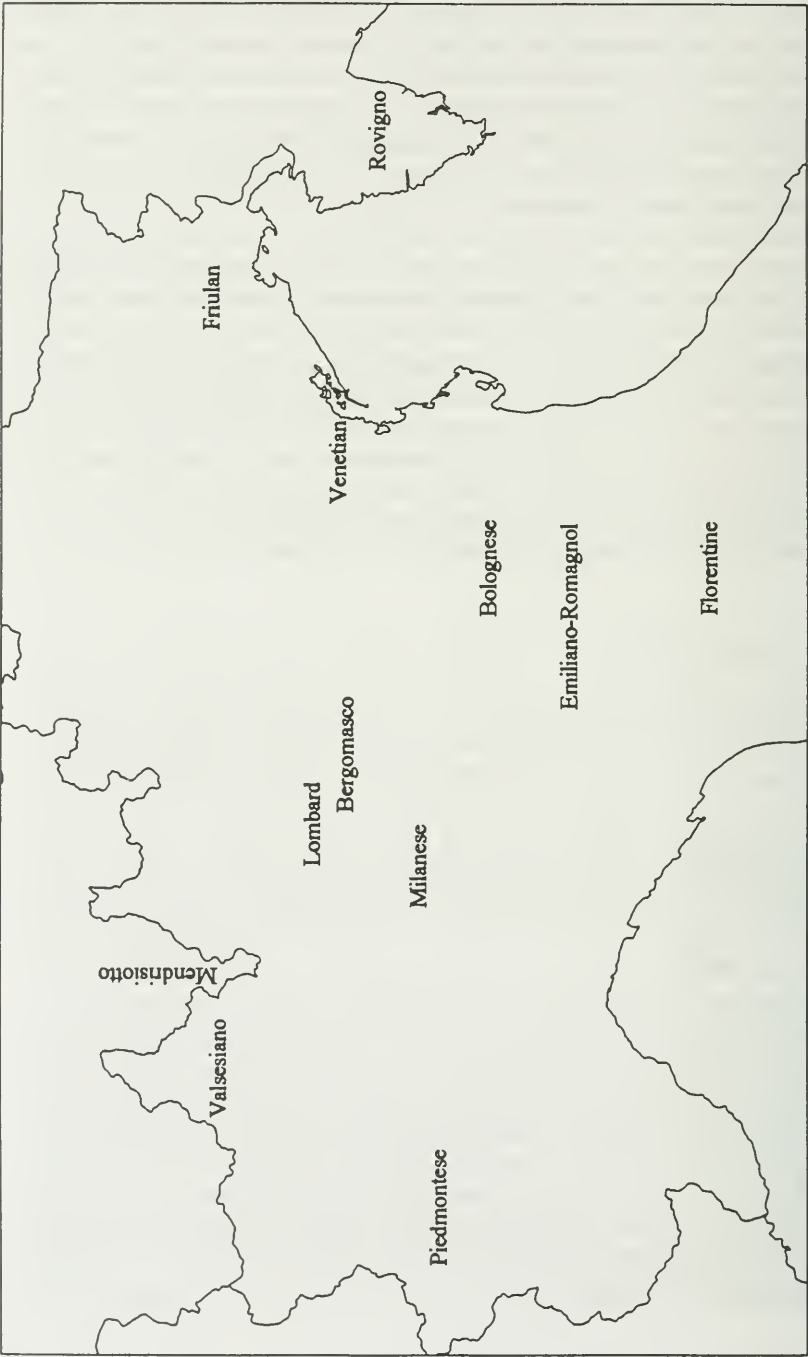 Friulan
Rovigno
Mendrisiotto
Valsesiano
Lombard
Bergomasco
Venetian
Milanese
Piedmontese
Bolognese
Emiliano-Romagnol
Florentine